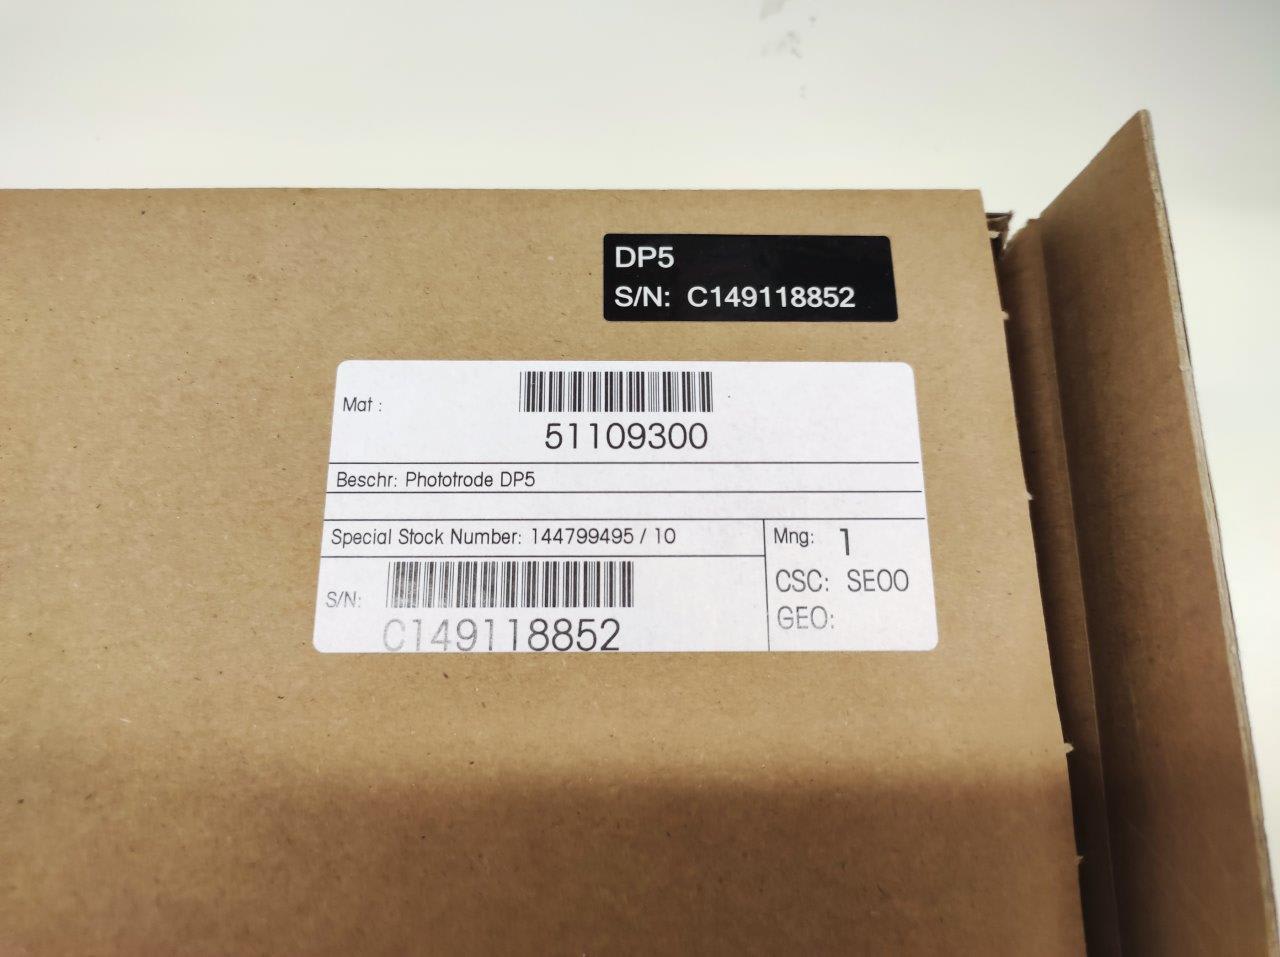 DP5
S/N: C149118852
Mat :
51109300
Beschr: Phototrode DP5
Special Stock Number: 144799495 / 10
Mng: 1
CSC: SE00
GEO:
S/N:
C149118852